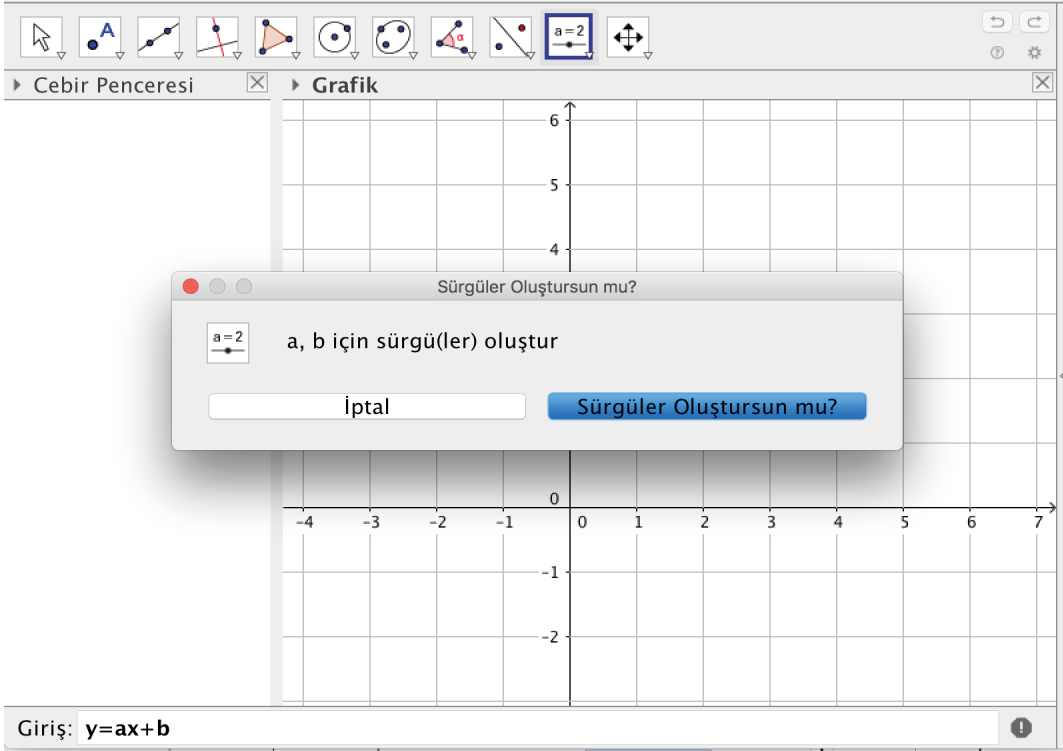 A
α
a=2
Cebir Penceresi
Grafik
6
5
4
Sürgüler Oluştursun mu?
a=2
a, b için sürgü(ler) oluştur
İptal
Sürgüler Oluştursun mu?
0
-4 -3 -2 -1 0 1 2 3 4 5 6 7
-1
-2
Giriş: y=ax+b